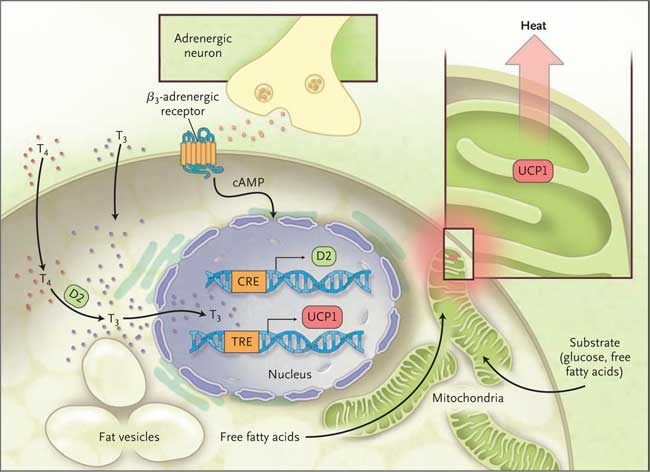 Adrenergic
neuron
Heat
β3-adrenergic
receptor
T4
T3
cAMP
UCP1
D2
CRE
T4
D2
T3
T3
UCP1
TRE
Nucleus
Substrate
(glucose, free
fatty acids)
Mitochondria
Fat vesicles
Free fatty acids